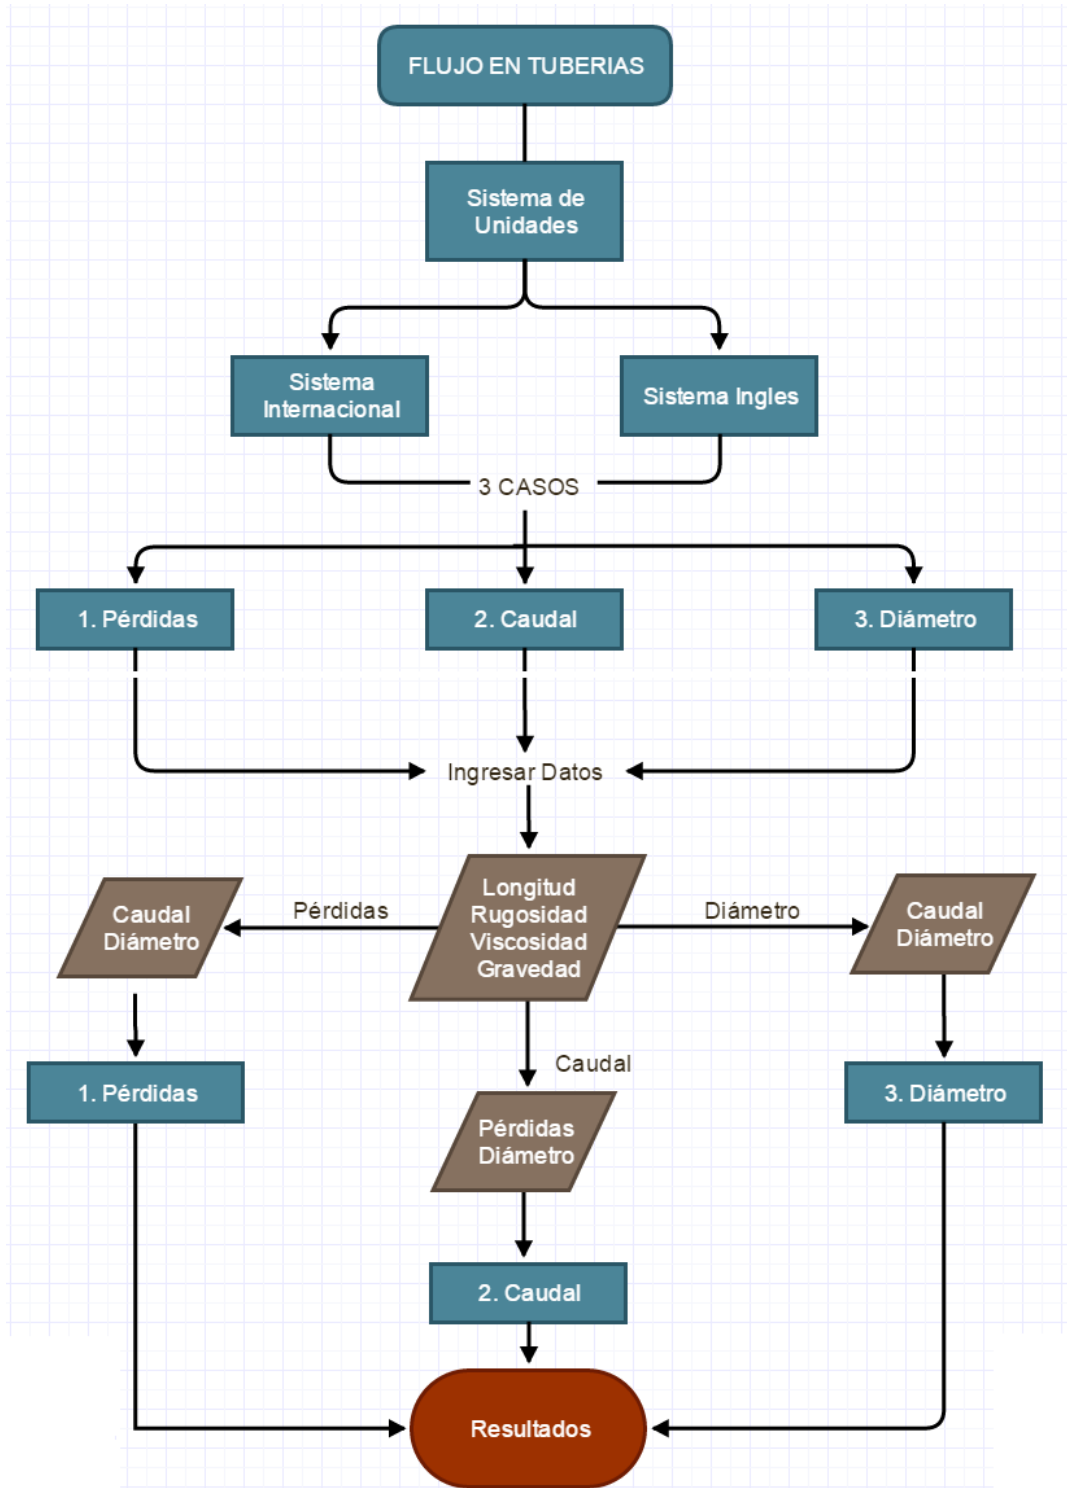 FLUJO EN TUBERIAS
Sistema de
Unidades
Sistema
Internacional
Sistema Ingles
3 CASOS
1. Pérdidas
2. Caudal
3. Diámetro
Ingresar Datos
Longitud
Rugosidad
Viscosidad
Gravedad
Pérdidas
Diámetro
Caudal
Diámetro
Caudal
Diámetro
Caudal
1. Pérdidas
3. Diámetro
Pérdidas
Diámetro
2. Caudal
Resultados